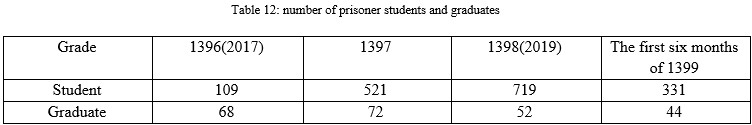 Table 12: number of prisoner students and graduates
Grade 1396(2017) 1397 1398(2019) The first six months of 1399
Student 109 521 719 331
Graduate 68 72 52 44